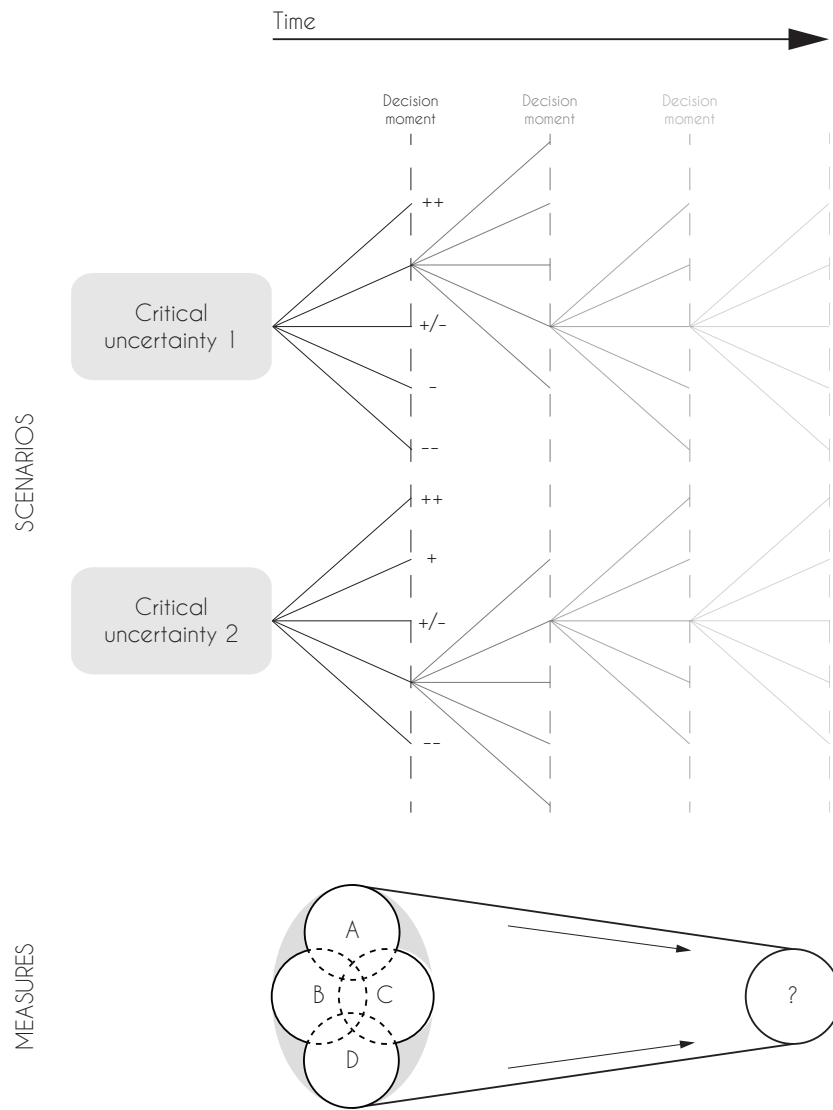 Time
Decision
moment
Decision
moment
Decision
moment
SCENARIOS
Critical
uncertainty 1
++
+/-
-
--
Critical
uncertainty 2
++
+
+/-
--
MEASURES
A
B
C
D
?